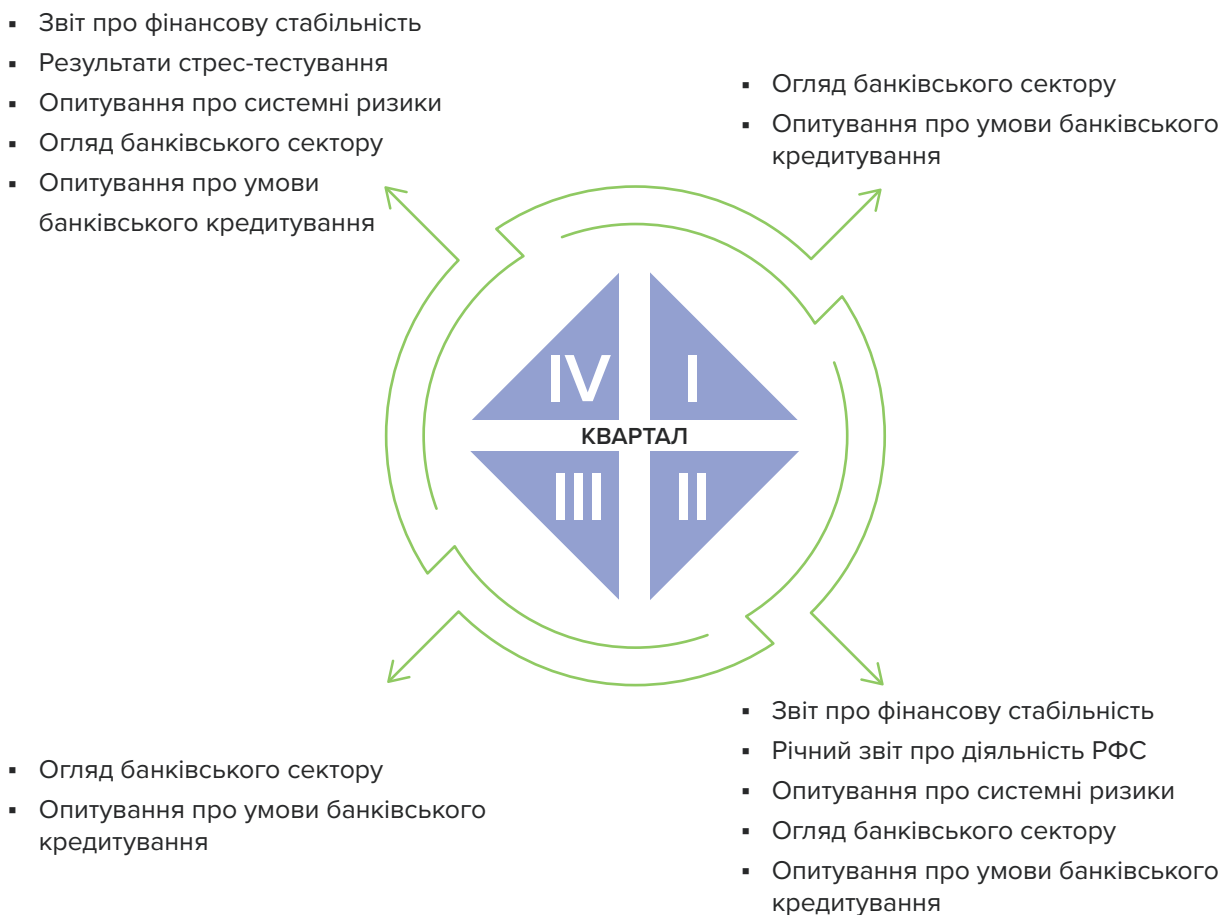 ▪ Звіт про фінансову стабільність
▪ Результати стрес-тестування
▪ Опитування про системні ризики
▪ Огляд банківського сектору
▪ Опитування про умови
банківського кредитування
▪ Огляд банківського сектору
▪ Опитування про умови банківського
кредитування
IV
I
КВАРТАЛ
III
II
▪ Огляд банківського сектору
▪ Опитування про умови банківського
кредитування
▪ Звіт про фінансову стабільність
▪ Річний звіт про діяльність РФС
▪ Опитування про системні ризики
▪ Огляд банківського сектору
▪ Опитування про умови банківського
кредитування